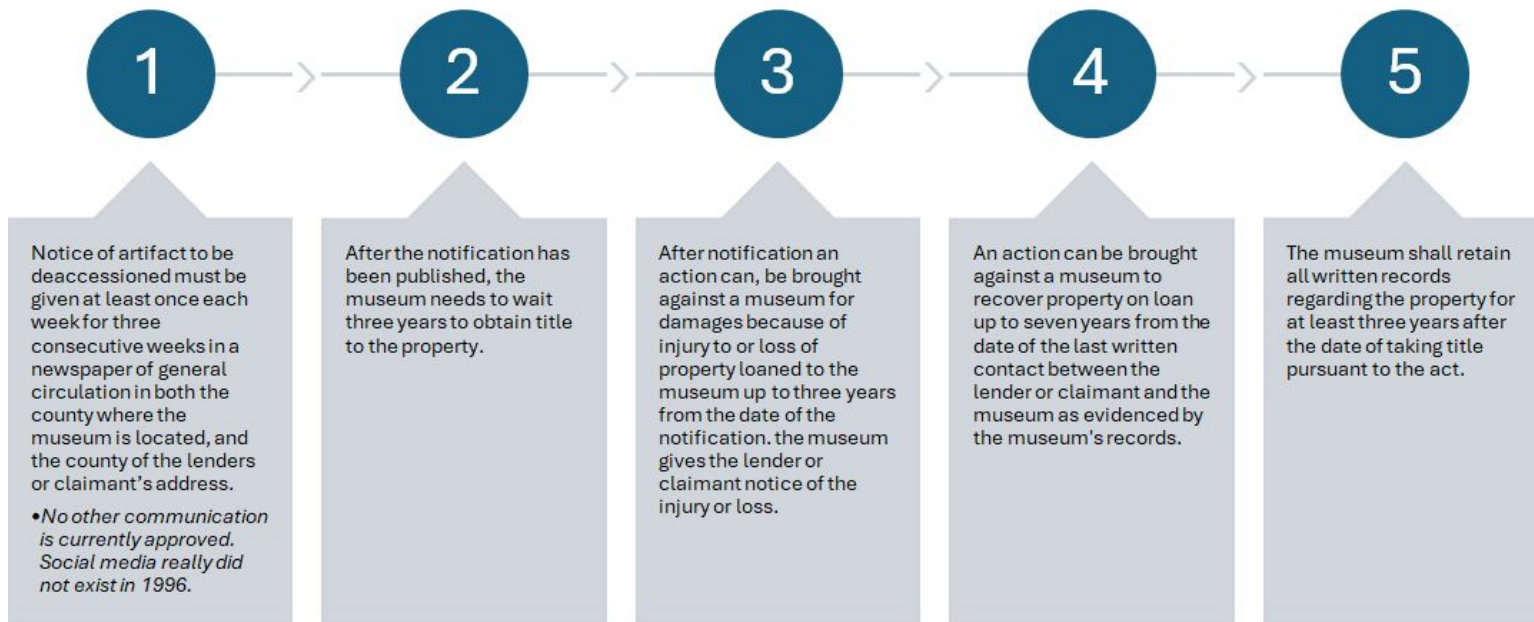 1
2
3
4
5
Notice of artifact to be
deaccessioned must be
given at least once each
week for three
consecutive weeks in a
newspaper of general
circulation in both the
county where the
museum is located, and
the county of the lenders
or claimant's address.
•No other communication
is currently approved.
Social media really did
not exist in 1996.
After the notification has
been published, the
museum needs to wait
three years to obtain title
to the property.
After notification an
action can, be brought
against a museum for
damages because of
injury to or loss of
property loaned to the
museum up to three years
from the date of the
notification. the museum
gives the lender or
claimant notice of the
injury or loss.
An action can be brought
against a museum to
recover property on loan
up to seven years from the
date of the last written
contact between the
lender or claimant and the
museum as evidenced by
the museum's records.
The museum shall retain
all written records
regarding the property for
at least three years after
the date of taking title
pursuant to the act.